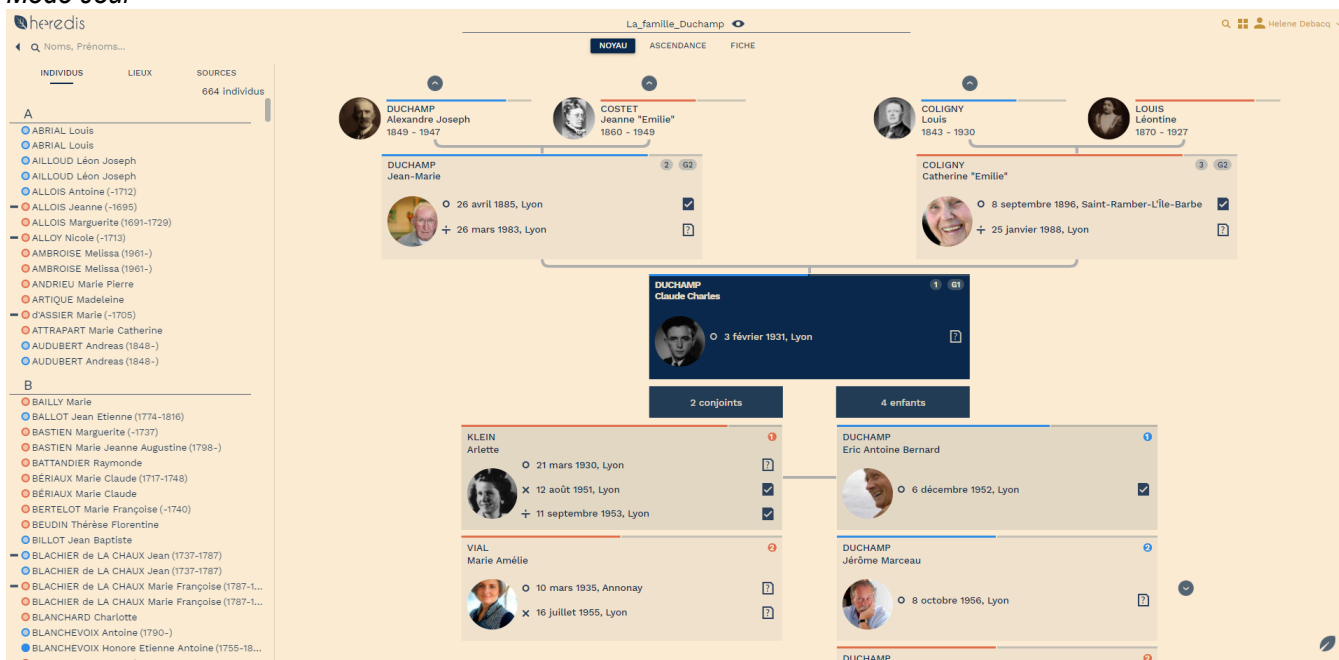 Mode Jour
heredis
La_famille_Duchamp
Helene Debacq
Noms, Prénoms...
NOYAU ASCENDANCE FICHE
INDIVIDUS LIEUX SOURCES
664 individus
A
ABRIAL Louis
ABRIAL Louis
AILLOUD Léon Joseph
AILLOUD Léon Joseph
ALLOIS Antoine (-1712)
ALLOIS Jeanne (-1695)
ALLOIS Marguerite (1691-1729)
ALLOY Nicole (-1713)
AMBROISE Melissa (1961-)
AMBROISE Melissa (1961-)
ANDRIEU Marie Pierre
ARTIQUE Madeleine
d'ASSIER Marie (-1705)
ATTRAPART Marie Catherine
AUDUBERT Andreas (1848-)
AUDUBERT Andreas (1848-)
B
BAILLY Marie
BALLOT Jean Etienne (1774-1816)
BASTIEN Marguerite (-1737)
BASTIEN Marie Jeanne Augustine (1798-)
BATTANDIER Raymonde
BÉRIAUX Marie Claude (1717-1748)
BÉRIAUX Marie Claude
BERTELOT Marie Françoise (-1740)
BEUDIN Thérèse Florentine
BILLOT Jean Baptiste
BLACHIER de LA CHAUX Jean (1737-1787)
BLACHIER de LA CHAUX Jean (1737-1787)
BLACHIER de LA CHAUX Marie Françoise (1787-1...
BLACHIER de LA CHAUX Marie Françoise (1787-1...
BLANCHARD Charlotte
BLANCHEVOIX Antoine (1790-)
BLANCHEVOIX Honore Etienne Antoine (1755-18...
DUCHAMP
Alexandre Joseph
1849 - 1947
COSTET
Jeanne "Emilie"
1860 - 1949
COLIGNY
Louis
1843 - 1930
LOUIS
Léontine
1870 - 1927
DUCHAMP 2 G2
Jean-Marie
26 avril 1885, Lyon
26 mars 1983, Lyon
COLIGNY 3 G2
Catherine "Emilie"
8 septembre 1896, Saint-Ramber-L'Île-Barbe
25 janvier 1988, Lyon
DUCHAMP 1 G1
Claude Charles
3 février 1931, Lyon
2 conjoints
4 enfants
KLEIN 1
Arlette
21 mars 1930, Lyon
12 août 1951, Lyon
11 septembre 1953, Lyon
DUCHAMP 1
Eric Antoine Bernard
6 décembre 1952, Lyon
VIAL 2
Marie Amélie
10 mars 1935, Annonay
16 juillet 1955, Lyon
DUCHAMP 2
Jérôme Marceau
8 octobre 1956, Lyon
DUCHAMP